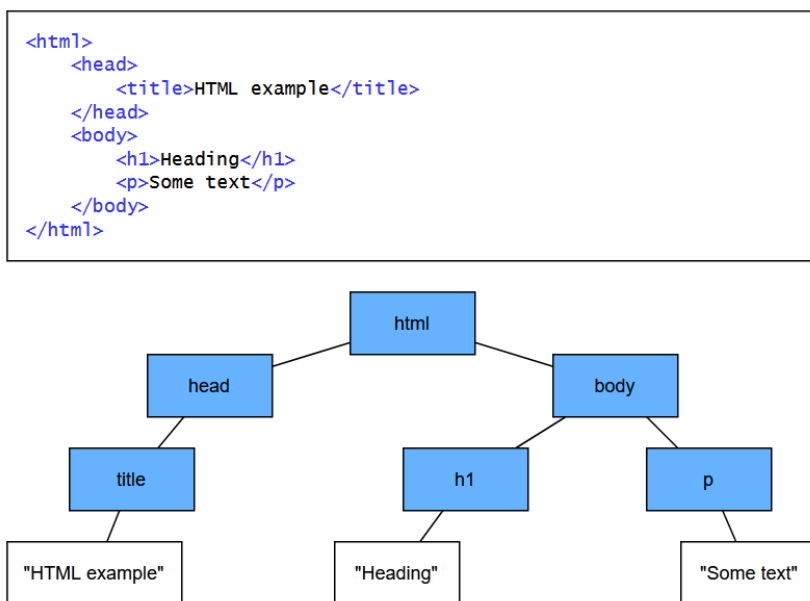 <html>
<head>
<title>HTML example</title>
</head>
<body>
<h1>Heading</h1>
<p>Some text</p>
</body>
</html>
html
head
body
title
h1
p
"HTML example"
"Heading"
"Some text"